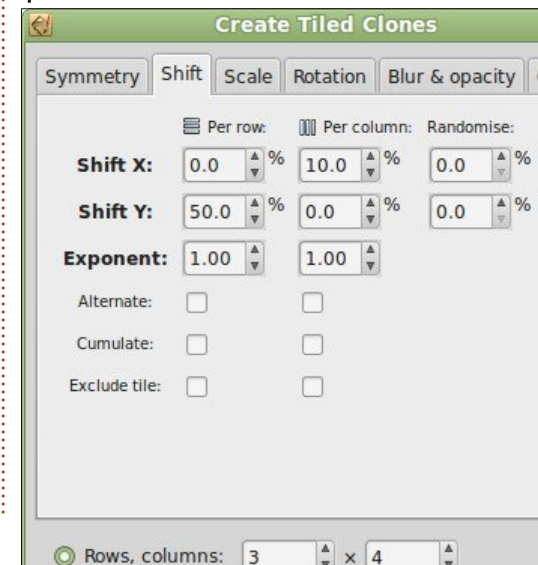 Create Tiled Clones
Symmetry Shift Scale Rotation Blur & opacity
Per row: Per column: Randomise:
Shift X: 0.0 % 10.0 % 0.0 %
Shift Y: 50.0 % 0.0 % 0.0 %
Exponent: 1.00 1.00
Alternate:
Cumulate:
Exclude tile:
Rows, columns: 3 × 4